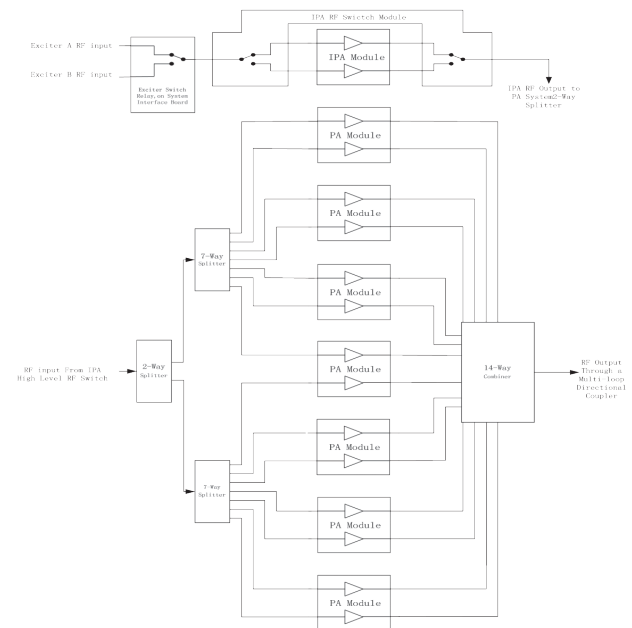 IPA RF Swictch Module
Exciter A RF input
Exciter B RF input
IPA Module
Exciter Switch
Relay,on System
Interface Board
IPA RF Output to
PA System2-Way
Splitter
PA Module
PA Module
7-Way
Splitter
PA Module
RF input From IPA
High Level RF Switch
2-Way
Splitter
PA Module
14-Way
Combiner
RF Output
Through a
Multi-loop
Directional
Coupler
PA Module
7-Way
Splitter
PA Module
PA Module